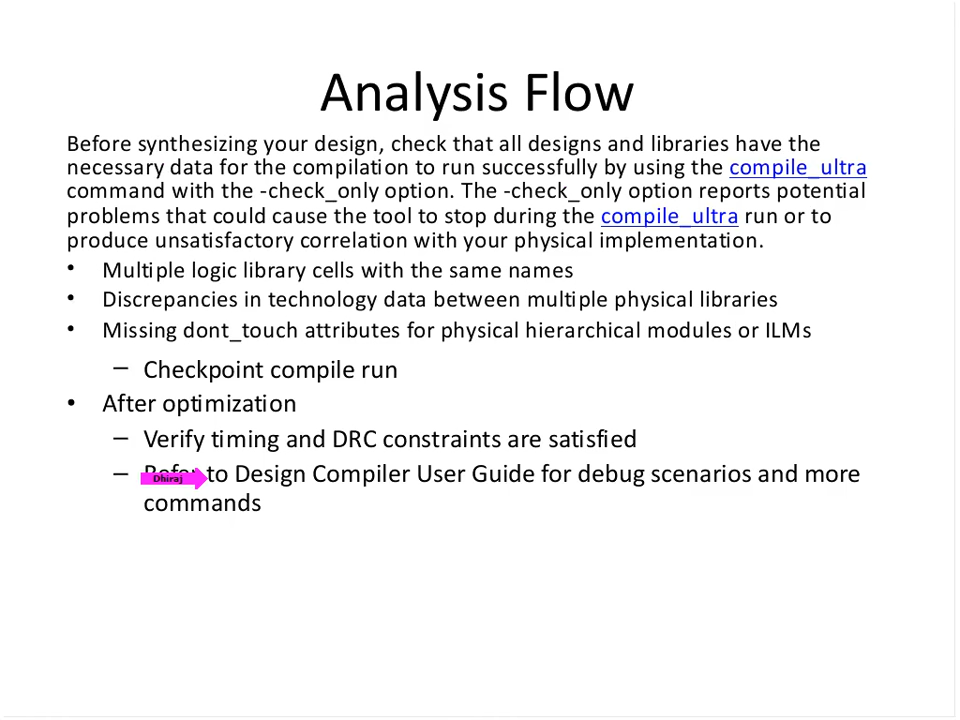 Analysis Flow
Before synthesizing your design, check that all designs and libraries have the
necessary data for the compilation to run successfully by using the compile_ultra
command with the -check_only option. The -check_only option reports potential
problems that could cause the tool to stop during the compile_ultra run or to
produce unsatisfactory correlation with your physical implementation.
• Multiple logic library cells with the same names
• Discrepancies in technology data between multiple physical libraries
• Missing dont_touch attributes for physical hierarchical modules or ILMs
– Checkpoint compile run
• After optimization
– Verify timing and DRC constraints are satisfied
– Refer to Design Compiler User Guide for debug scenarios and more
Dhiraj
commands